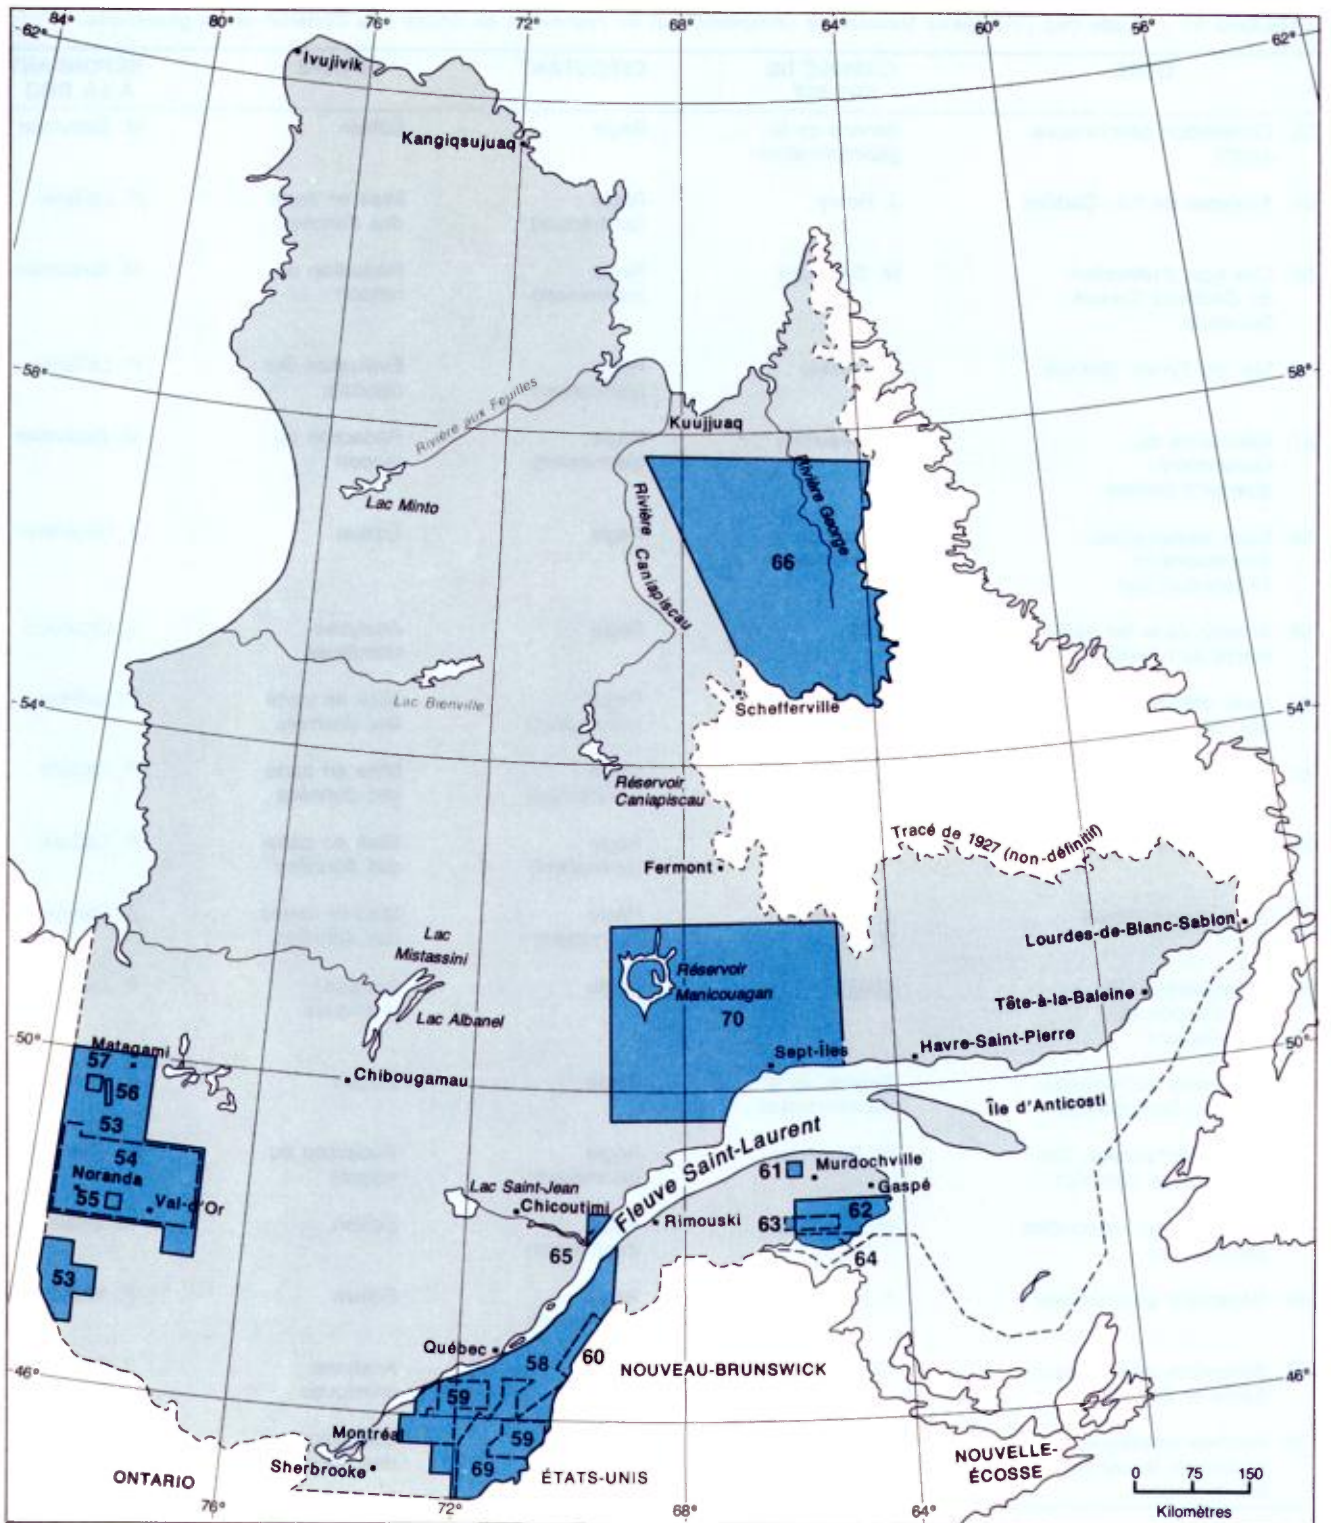 84°
80°
76°
72°
68°
64°
60°
56°
62°
62°
Ivujivik
Kangiqsujuaq
58°
58°
Rivière aux Feuilles
Kuujjuaq
Lac Minto
Rivière Caniapiscau
Rivière George
66
54°
54°
Lac Bienville
Schefferville
Réservoir
Caniapiscau
Tracé de 1927 (non-définitif)
Fermont
Lourdes-de-Blanc-Sablon
Lac
Mistassini
Réservoir
Manicouagan
Tête-à-la-Baleine
Lac Albanel
70
50°
50°
Matagami
Sept-Îles
Havre-Saint-Pierre
57
56
Chibougamau
Île d'Anticosti
53
54
Fleuve Saint-Laurent
61
Murdochville
Noranda
55
Val-d'Or
Lac Saint-Jean
Chicoutimi
Gaspé
Rimouski
62
63
65
64
53
Québec
58
60
NOUVEAU-BRUNSWICK
46°
46°
59
Montréal
59
Sherbrooke
69
ÉTATS-UNIS
NOUVELLE-
ÉCOSSE
ONTARIO
0 75 150
Kilomètres
76°
72°
68°
64°